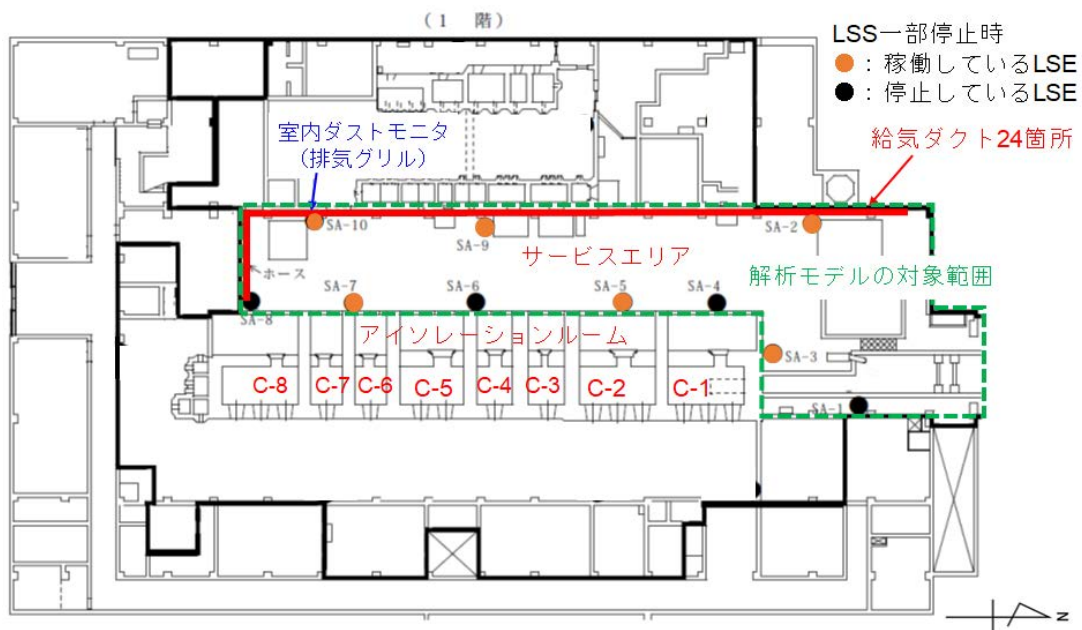 （1　階）
LSS一部停止時
：稼働しているLSE
：停止しているLSE
室内ダストモニタ
(排気グリル)
給気ダクト24箇所
SA-10
SA-9
SA-2
サービスエリア
ホース
解析モデルの対象範囲
SA-7
SA-6
SA-5
SA-4
SA-8
アイソレーションルーム
SA-3
C-8
C-7
C-6
C-5
C-4
C-3
C-2
C-1
SA-1
N